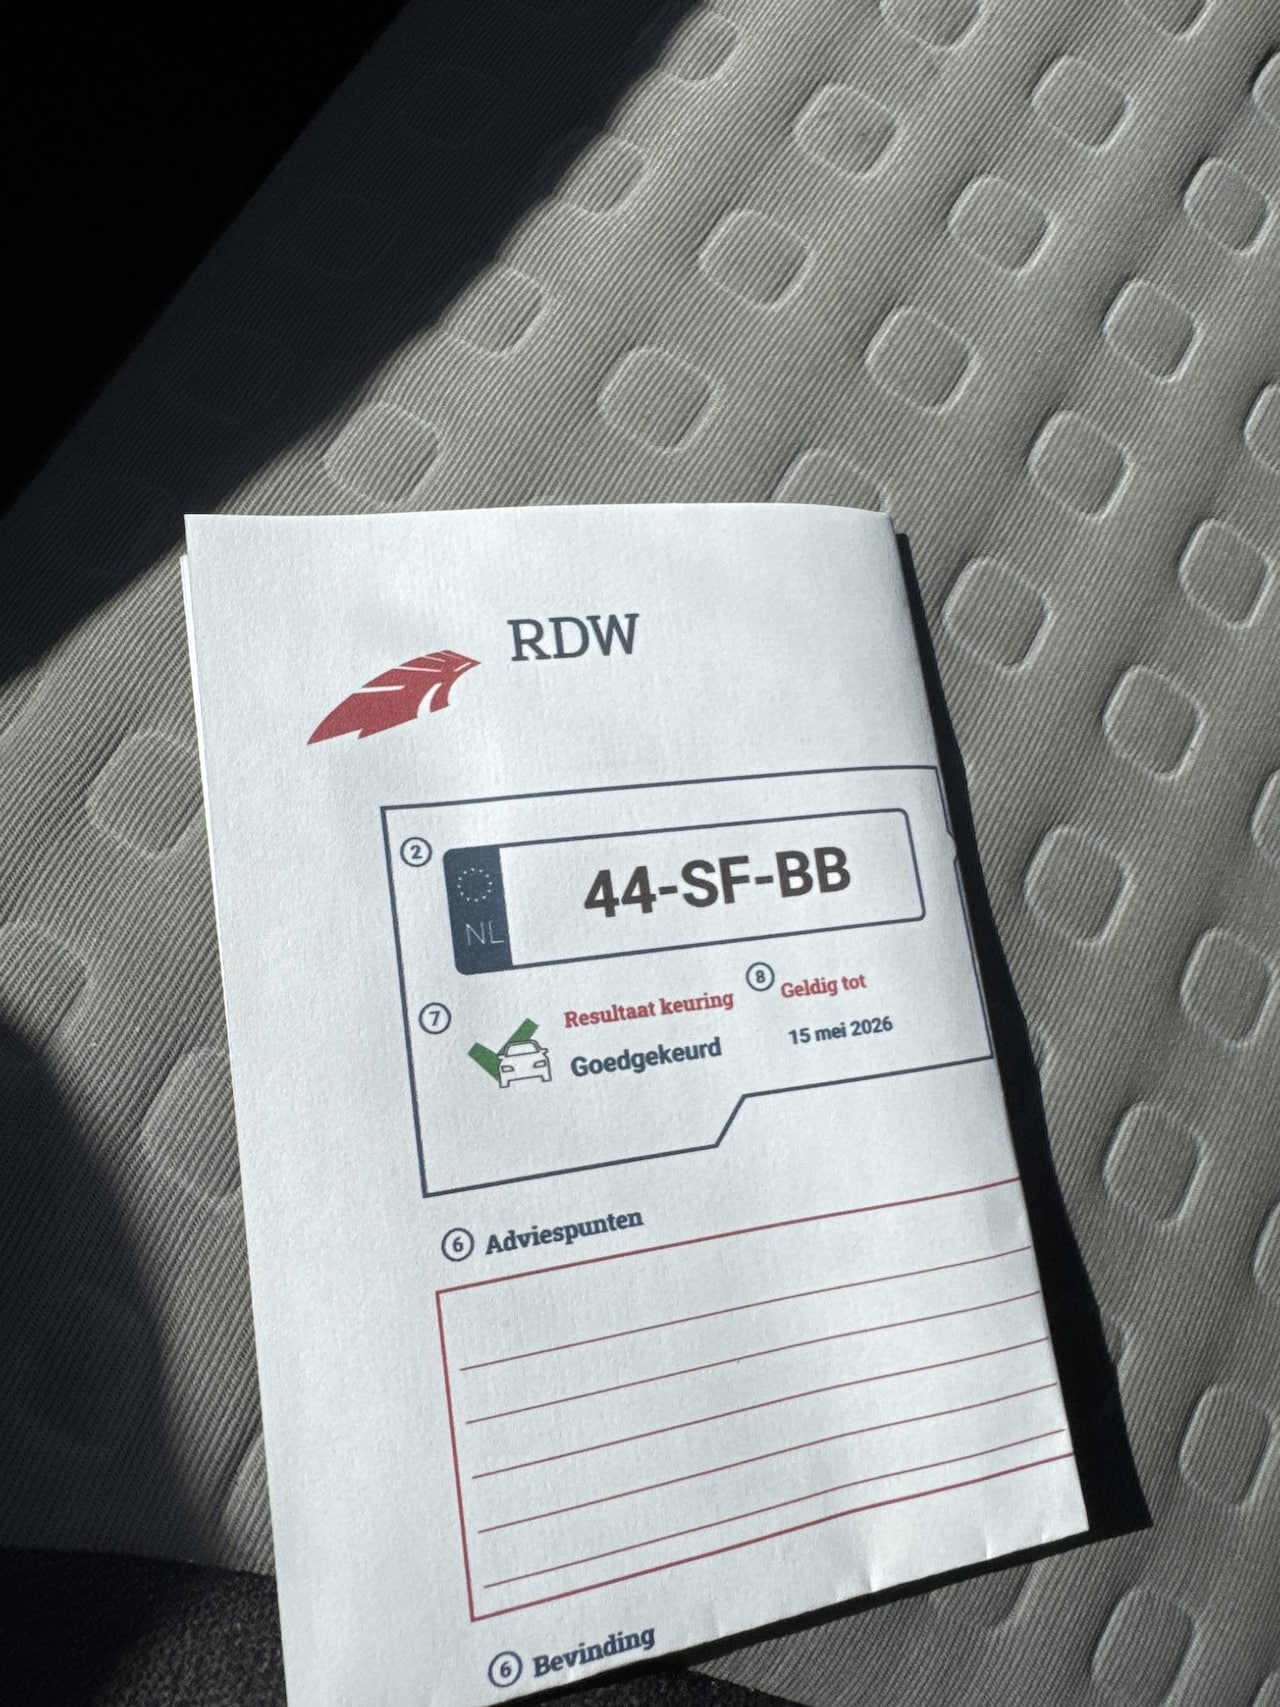 RDW
2
NL
44-SF-BB
7
Resultaat keuring
Goedgekeurd
8
Geldig tot
15 mei 2026
6 Adviespunten
6 Bevinding